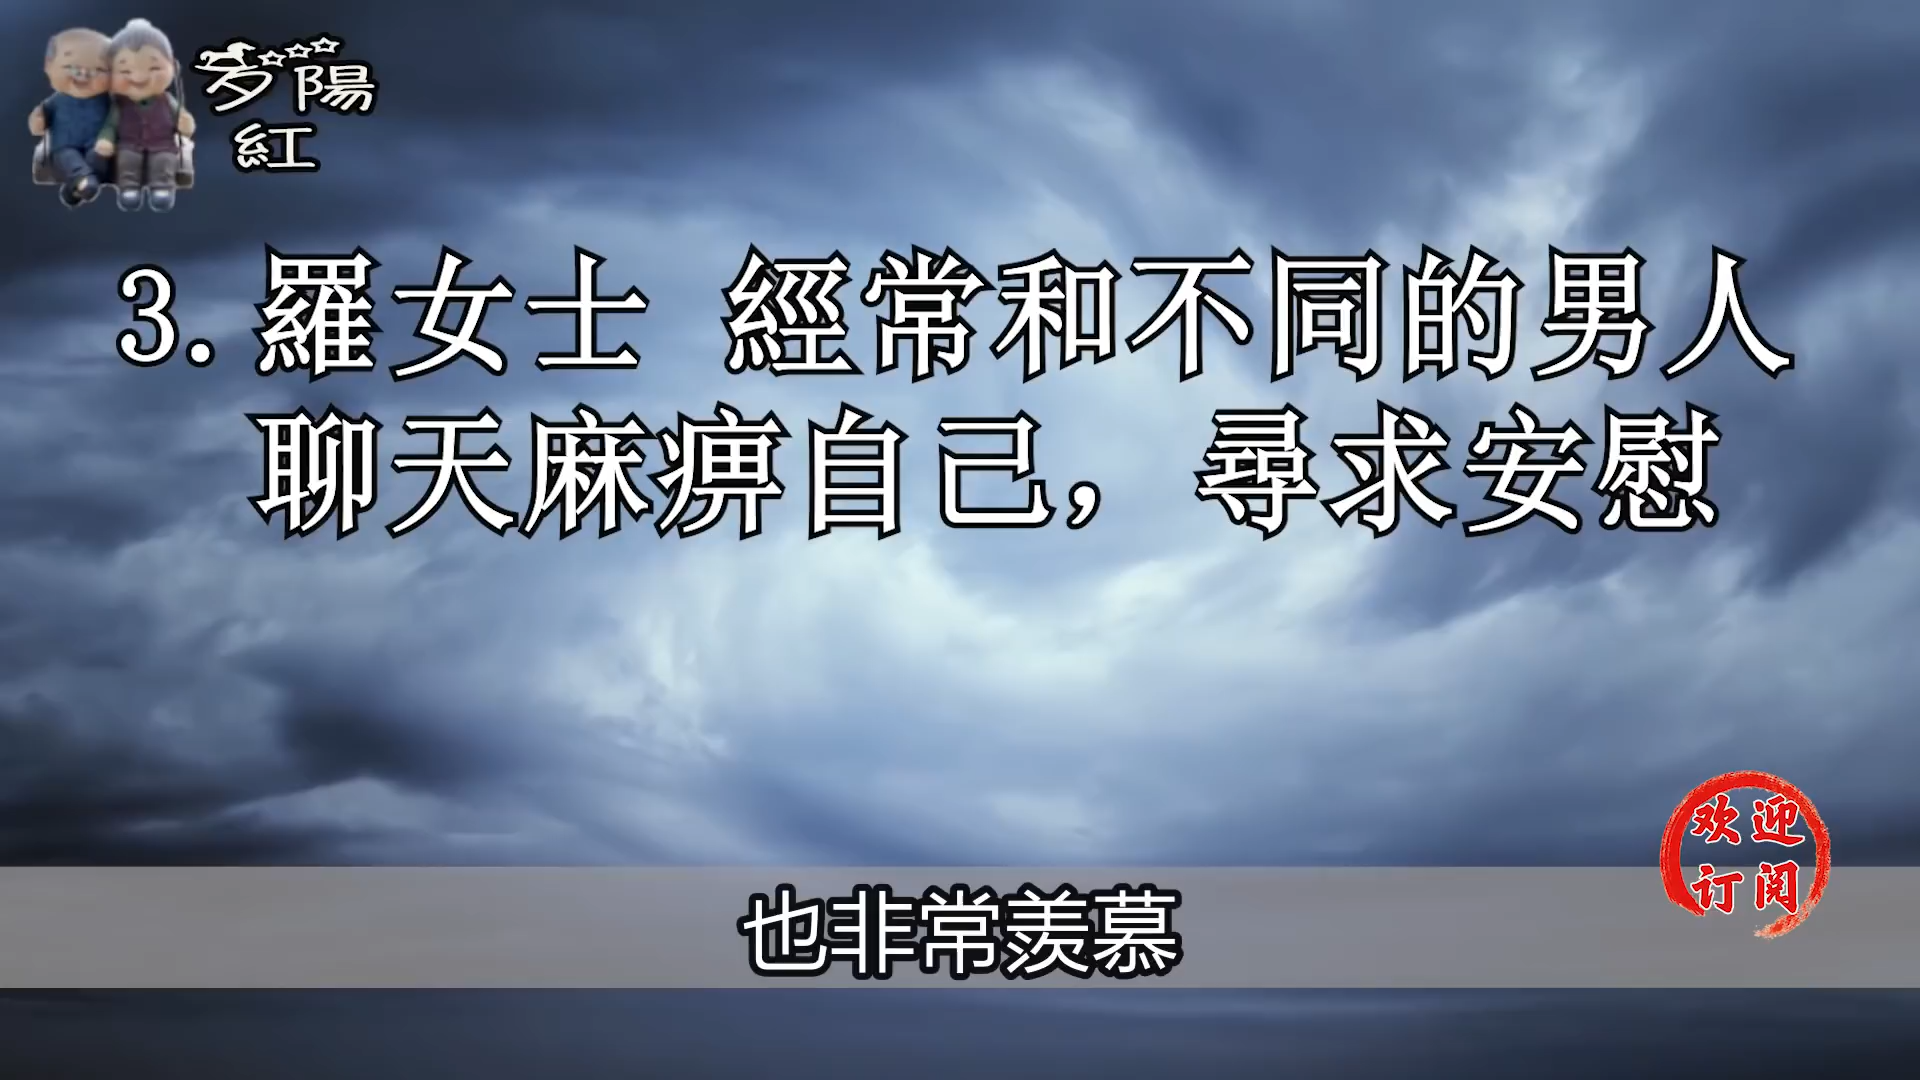 夕陽
紅
3.羅女士 經常和不同的男人
聊天麻痹自己，尋求安慰
欢迎
订阅
也非常羡慕